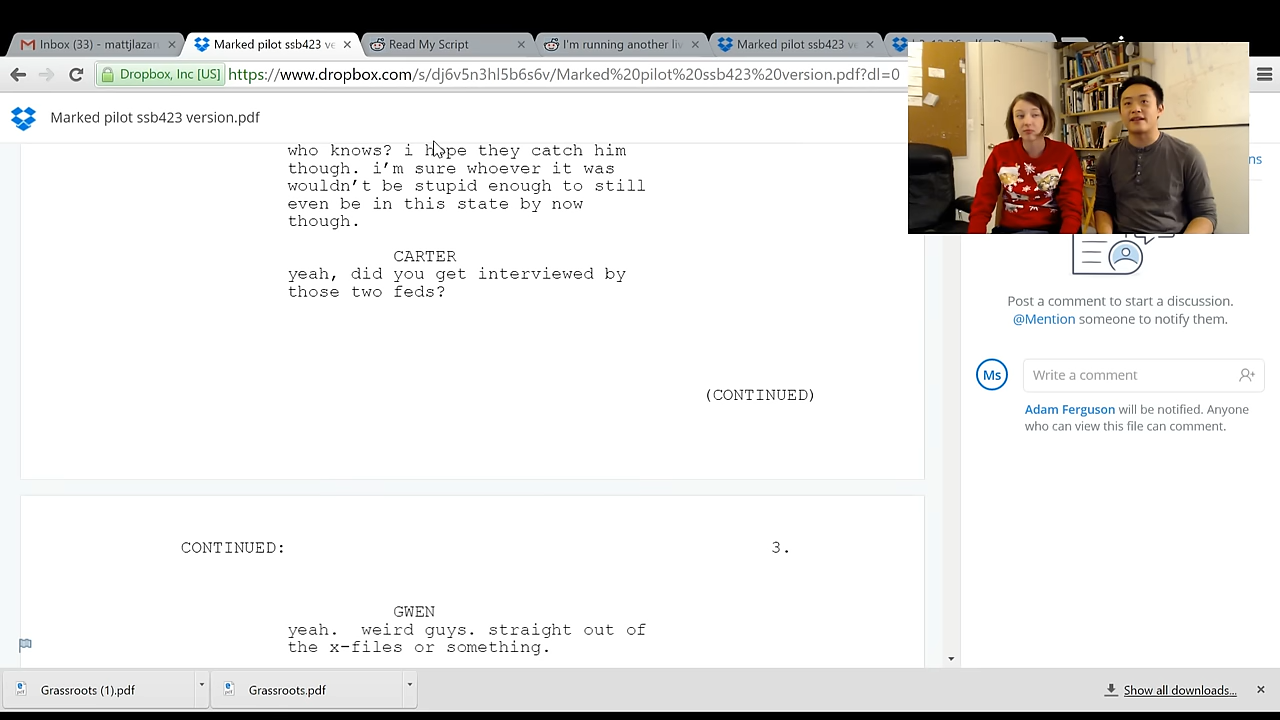 Inbox (33) - mattjlazar
Marked pilot ssb423 ve
Read My Script
I'm running another liv
Marked pilot ssb423 ve
Dropbox, Inc [US]
https://www.dropbox.com/s/dj6v5n3hl5b6s6v/Marked%20pilot%20ssb423%20version.pdf?dl=0
Marked pilot ssb423 version.pdf
who knows? i hope they catch him
though. i'm sure whoever it was
wouldn't be stupid enough to still
even be in this state by now
though.
CARTER
yeah, did you get interviewed by
those two feds?
(CONTINUED)
CONTINUED:
3.
GWEN
yeah.  weird guys. straight out of
the x-files or something.
ns
Post a comment to start a discussion.
@Mention someone to notify them.
Ms
Write a comment
Adam Ferguson will be notified. Anyone
who can view this file can comment.
Grassroots (1).pdf
Grassroots.pdf
Show all downloads...